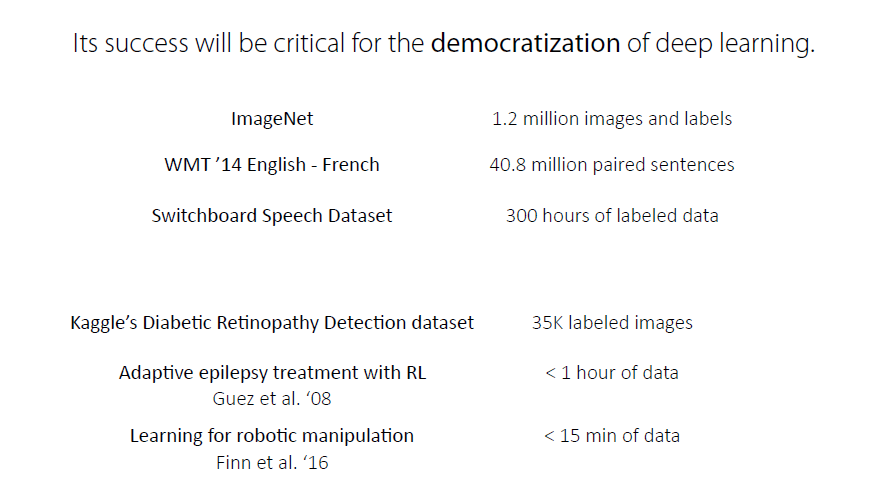 Its success will be critical for the democratization of deep learning.
ImageNet 1.2 million images and labels
WMT ’14 English - French 40.8 million paired sentences
Switchboard Speech Dataset 300 hours of labeled data
Kaggle’s Diabetic Retinopathy Detection dataset 35K labeled images
Adaptive epilepsy treatment with RL < 1 hour of data
Guez et al. ‘08
Learning for robotic manipulation < 15 min of data
Finn et al. ‘16